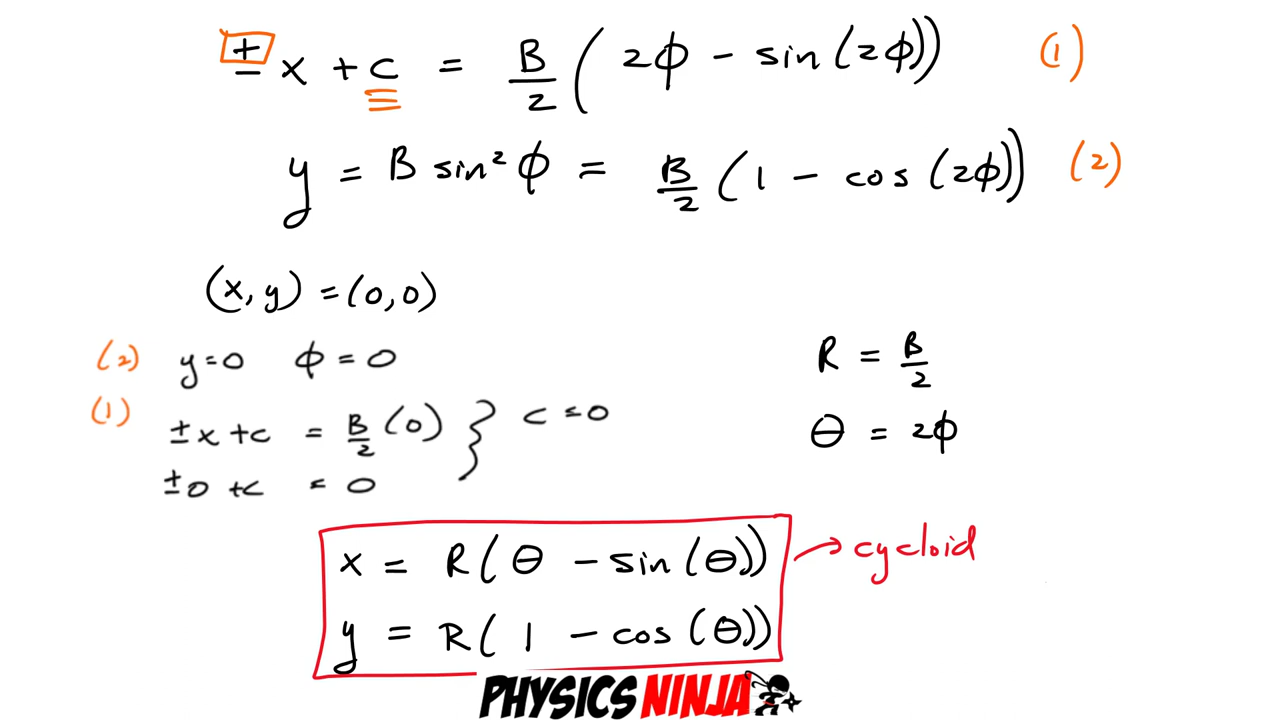 ± x + c = B/2 ( 2ϕ - sin(2ϕ)) (1)
y = B sin² ϕ = B/2 (1 - cos(2ϕ)) (2)
(x, y) = (0,0)
(2) y=0 ϕ = 0
R = B/2
(1) ± x + c = B/2 (0) } c = 0
θ = 2ϕ
± 0 + c = 0
x = R( θ - sin(θ)) → cycloid
y = R( 1 - cos(θ))
PHYSICS NINJA